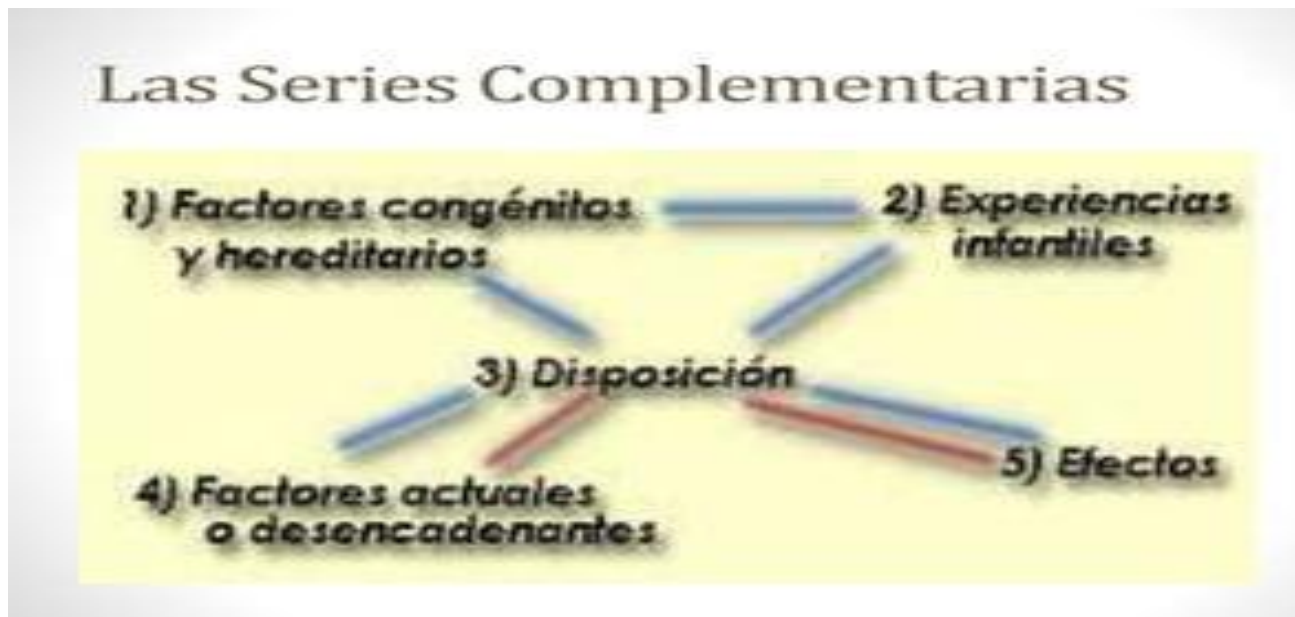 Las Series Complementarias
1) Factores congénitos
y hereditarios
2) Experiencias
infantiles
3) Disposición
4) Factores actuales
o desencadenantes
5) Efectos